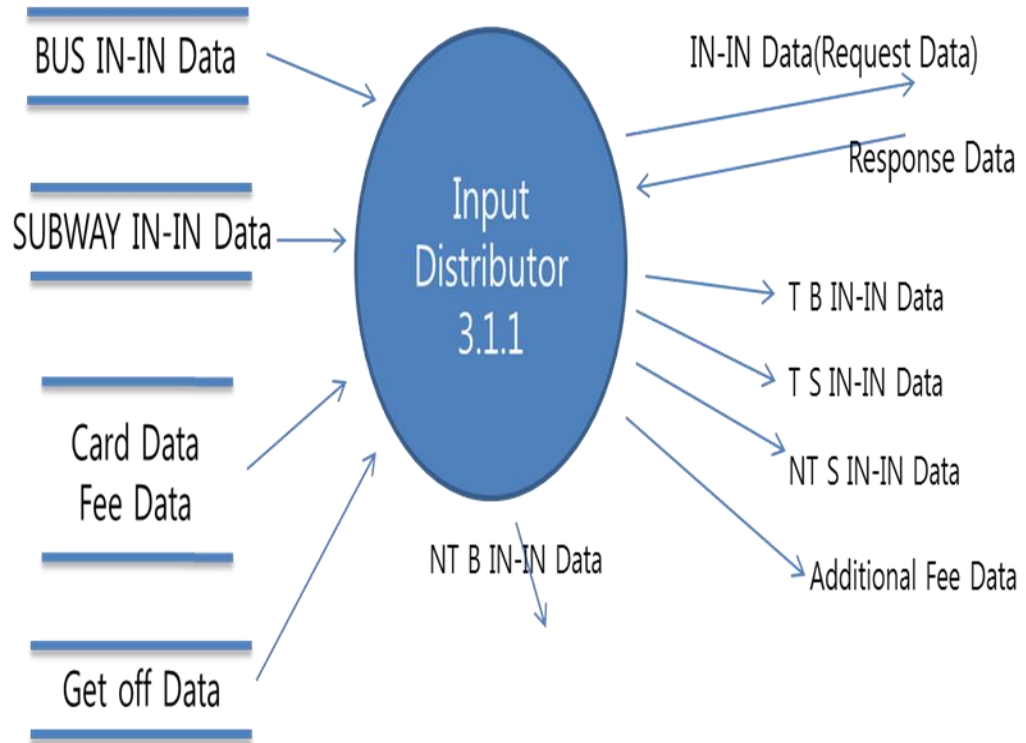 BUS IN-IN Data
SUBWAY IN-IN Data
Card Data
Fee Data
Get off Data
Input
Distributor
3.1.1
NT B IN-IN Data
IN-IN Data(Request Data)
Response Data
T B IN-IN Data
T S IN-IN Data
NT S IN-IN Data
Additional Fee Data